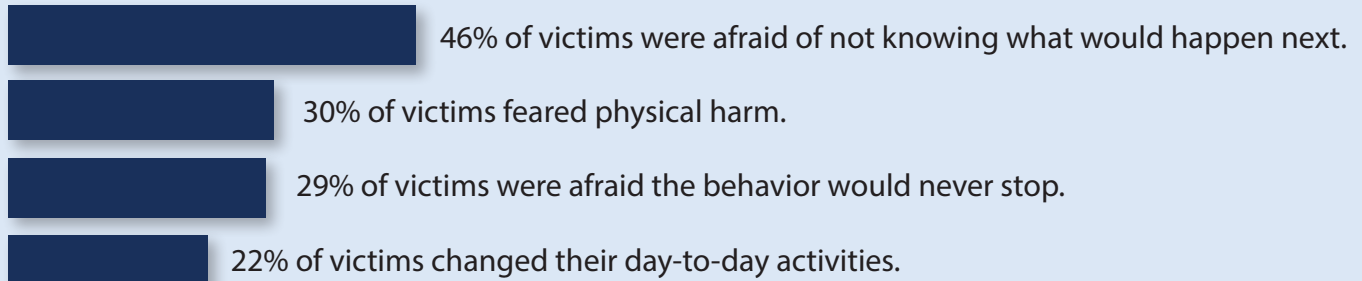 46% of victims were afraid of not knowing what would happen next.
30% of victims feared physical harm.
29% of victims were afraid the behavior would never stop.
22% of victims changed their day-to-day activities.